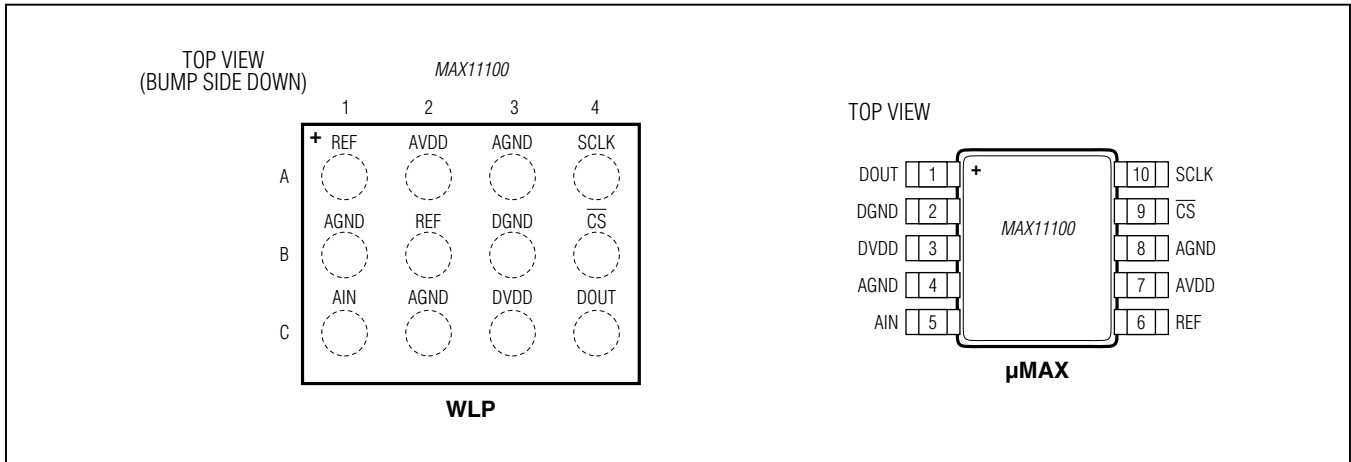 TOP VIEW
(BUMP SIDE DOWN)
MAX11100
1 2 3 4
+ REF AVDD AGND SCLK
A
AGND REF DGND C̅S̅
B
AIN AGND DVDD DOUT
C
WLP
TOP VIEW
DOUT 1 + 10 SCLK
DGND 2 9 C̅S̅
MAX11100
DVDD 3 8 AGND
AGND 4 7 AVDD
AIN 5 6 REF
µMAX